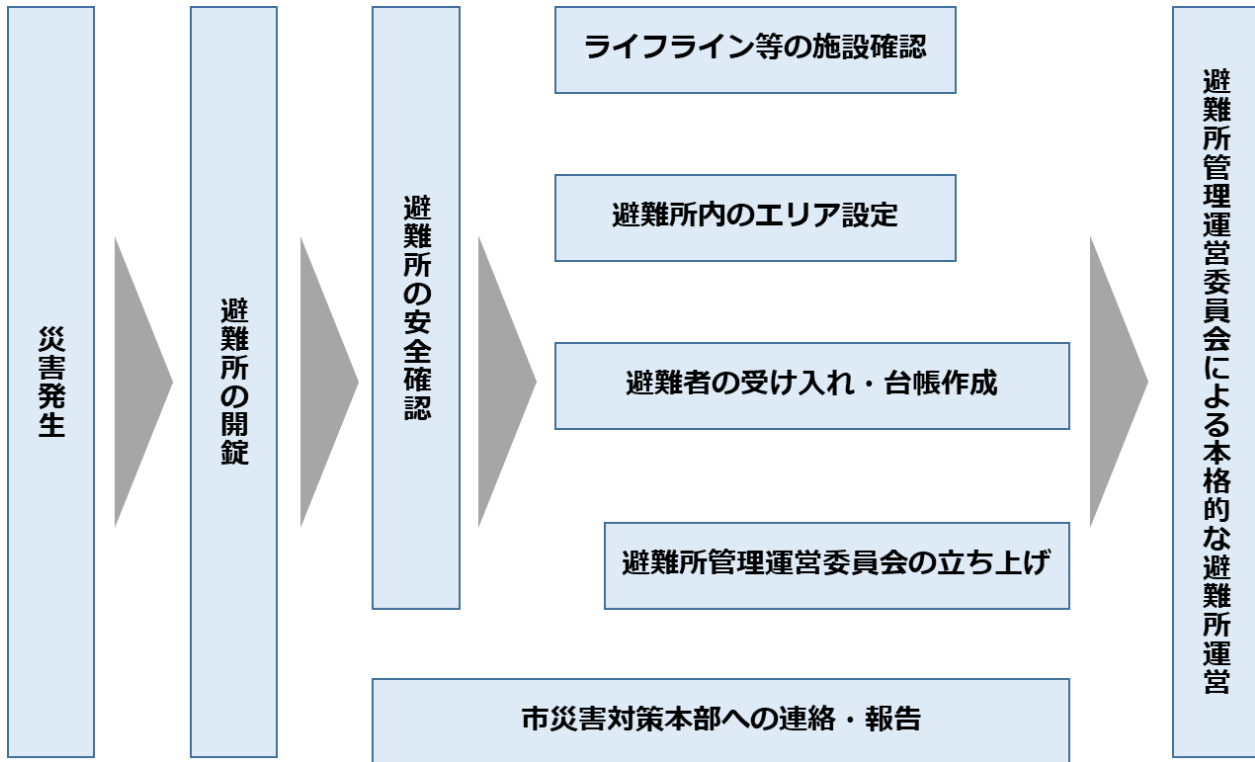 災害発生
避難所の開錠
避難所の安全確認
ライフライン等の施設確認
避難所内のエリア設定
避難者の受け入れ・台帳作成
避難所管理運営委員会の立ち上げ
市災害対策本部への連絡・報告
避難所管理運営委員会による本格的な避難所運営